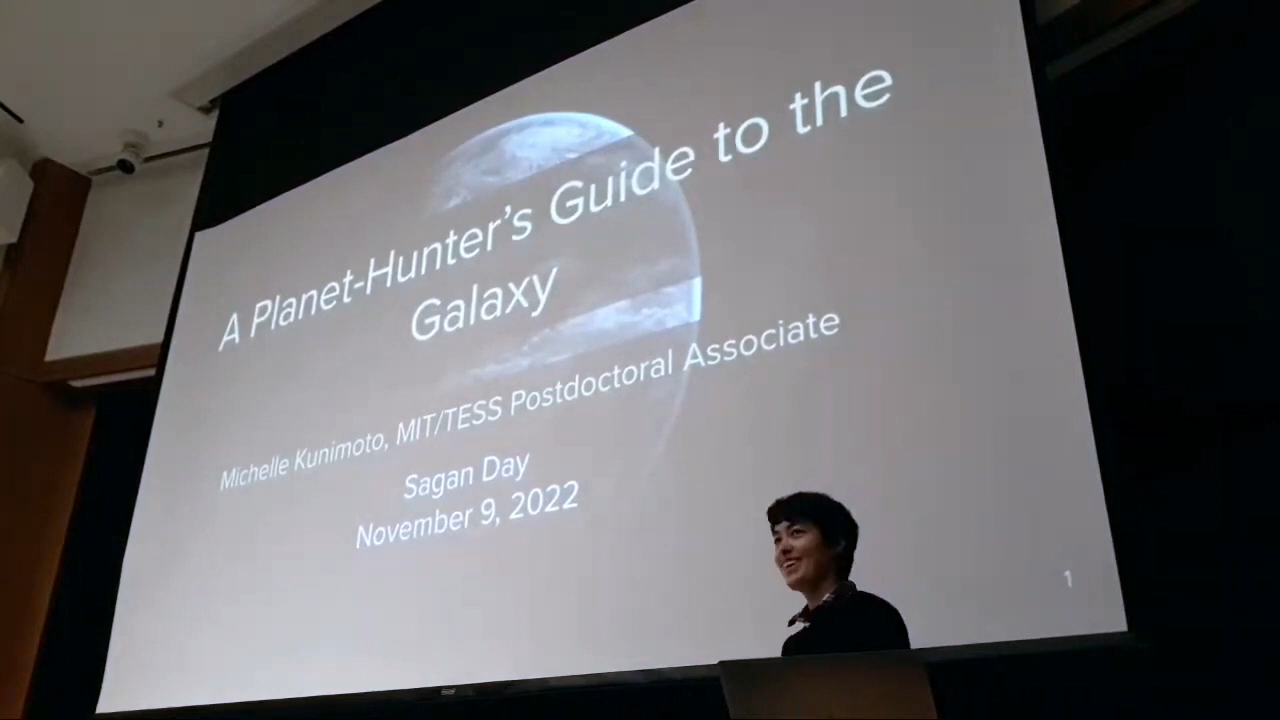 A Planet-Hunter's Guide to the
Galaxy
Michelle Kunimoto, MIT/TESS Postdoctoral Associate
Sagan Day
November 9, 2022
1